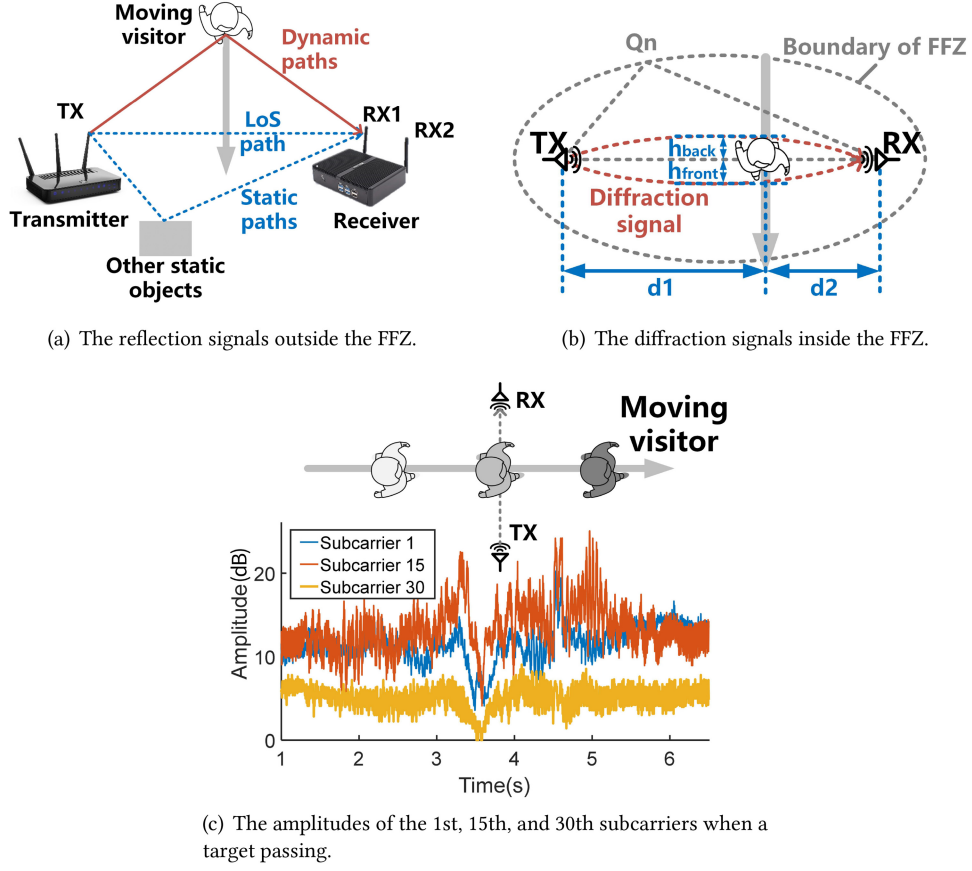 Moving
visitor
Dynamic
paths
TX
LoS
path
RX1
RX2
Static
paths
Transmitter
Receiver
Other static
objects
(a) The reflection signals outside the FFZ.
Qn
Boundary of FFZ
TX
hback
hfront
RX
Diffraction
signal
d1
d2
(b) The diffraction signals inside the FFZ.
RX
Moving
visitor
TX
Subcarrier 1
Subcarrier 15
Subcarrier 30
Amplitude(dB)
20
10
0
1 2 3 4 5 6
Time(s)
(c) The amplitudes of the 1st, 15th, and 30th subcarriers when a
target passing.